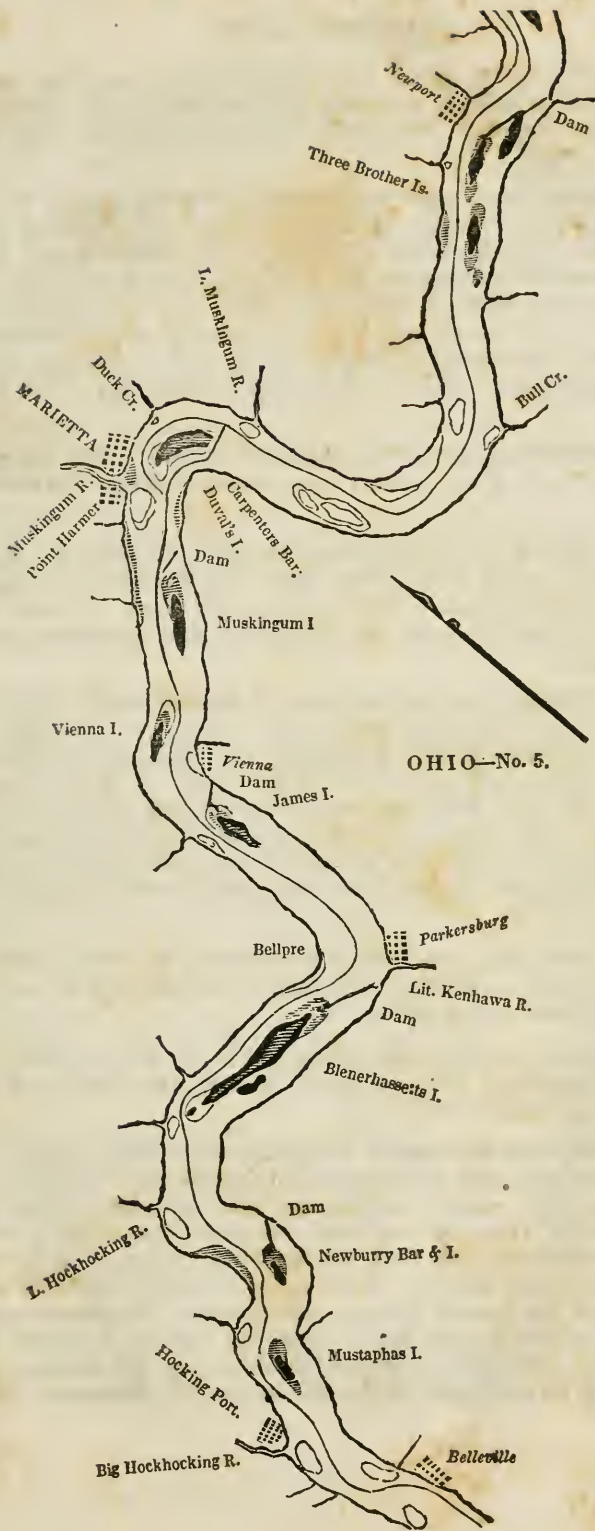 Newport
Dam
Three Brother Is.
L. Muskingum R.
Duck Cr.
Bull Cr.
MARIETTA
Muskingum R.
Point Harmer
Carpenters Bar:
Duval's I.
Dam
Muskingum I
Vienna I.
Vienna
Dam
James I.
OHIO—No. 5.
Bellpre
Parkersburg
Lit. Kenhawa R.
Dam
Blenerhassetts I.
Dam
L. Hockhocking R.
Newburry Bar & I.
Mustaphas I.
Hocking Port.
Big Hockhocking R.
Belleville